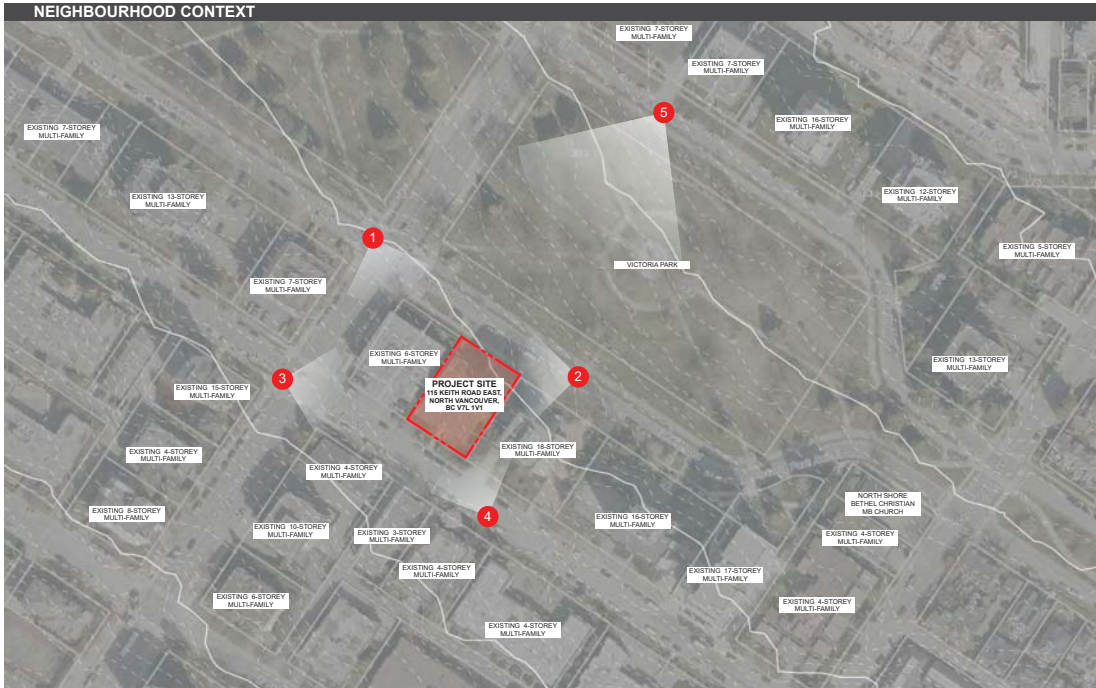 NEIGHBOURHOOD CONTEXT
EXISTING 7-STOREY
MULTI-FAMILY
EXISTING 7-STOREY
MULTI-FAMILY
5
EXISTING 16-STOREY
MULTI-FAMILY
EXISTING 7-STOREY
MULTI-FAMILY
EXISTING 13-STOREY
MULTI-FAMILY
EXISTING 12-STOREY
MULTI-FAMILY
1
EXISTING 5-STOREY
MULTI-FAMILY
VICTORIA PARK
EXISTING 7-STOREY
MULTI-FAMILY
EXISTING 6-STOREY
MULTI-FAMILY
EXISTING 13-STOREY
MULTI-FAMILY
3
2
EXISTING 15-STOREY
MULTI-FAMILY
PROJECT SITE
115 KEITH ROAD EAST,
NORTH VANCOUVER,
BC V7L 1V1
EXISTING 18-STOREY
MULTI-FAMILY
EXISTING 4-STOREY
MULTI-FAMILY
EXISTING 4-STOREY
MULTI-FAMILY
NORTH SHORE
BETHEL CHRISTIAN
MB CHURCH
EXISTING 8-STOREY
MULTI-FAMILY
4
EXISTING 16-STOREY
MULTI-FAMILY
EXISTING 10-STOREY
MULTI-FAMILY
EXISTING 3-STOREY
MULTI-FAMILY
EXISTING 4-STOREY
MULTI-FAMILY
EXISTING 4-STOREY
MULTI-FAMILY
EXISTING 17-STOREY
MULTI-FAMILY
EXISTING 6-STOREY
MULTI-FAMILY
EXISTING 4-STOREY
MULTI-FAMILY
EXISTING 4-STOREY
MULTI-FAMILY